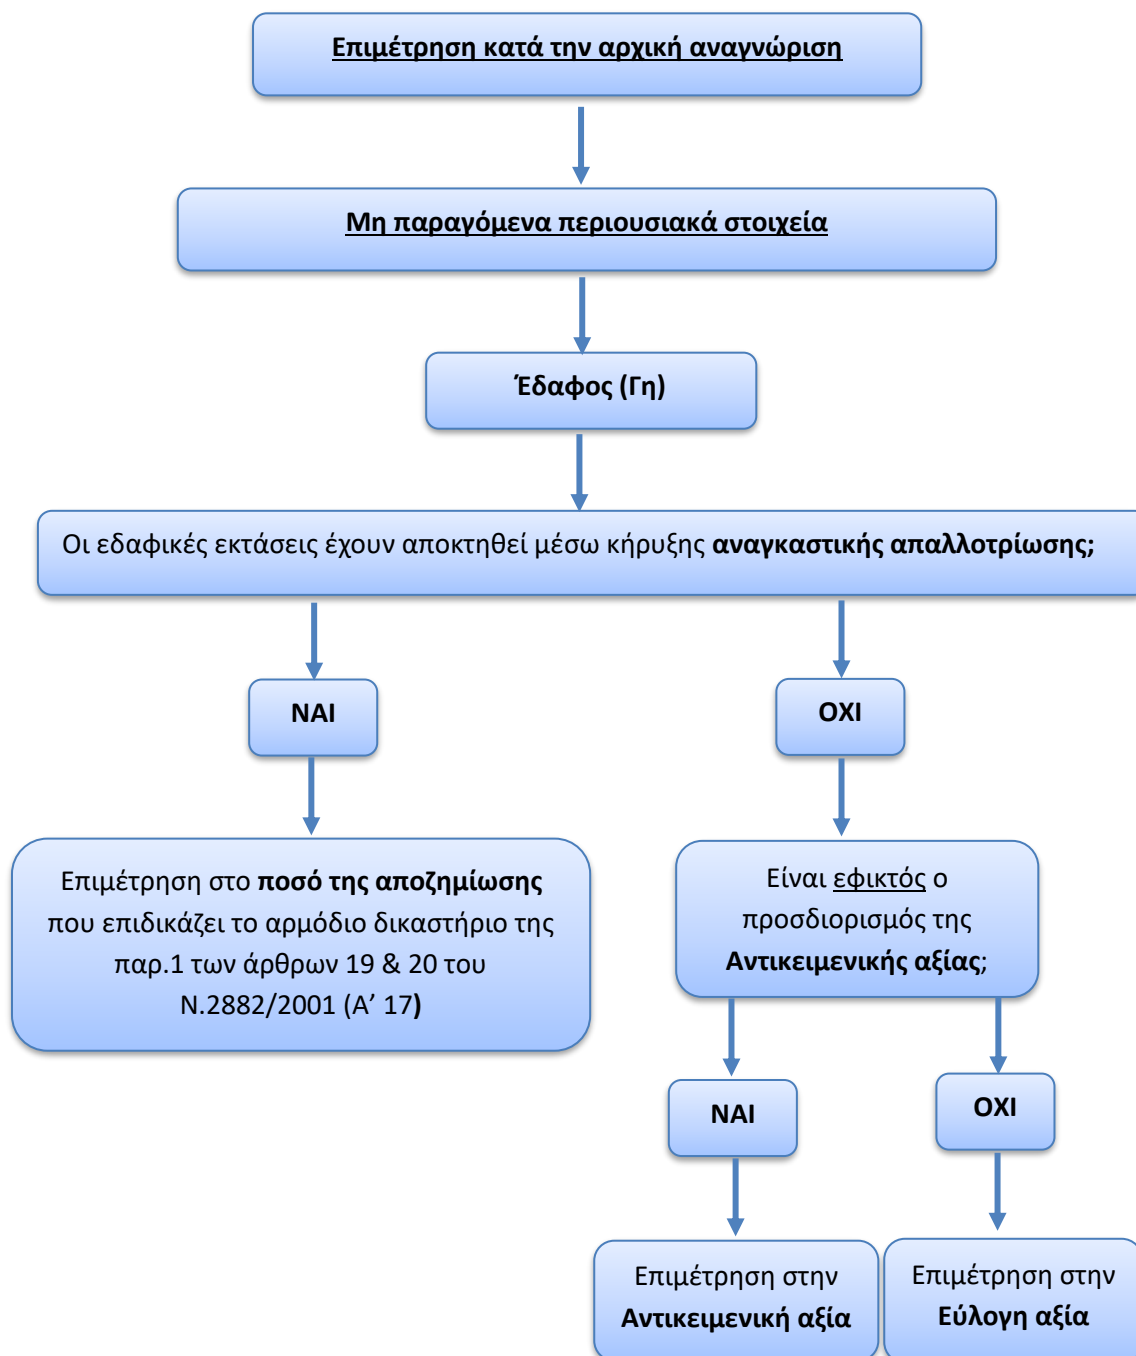 Επιμέτρηση κατά την αρχική αναγνώριση
Μη παραγόμενα περιουσιακά στοιχεία
Έδαφος (Γη)
Οι εδαφικές εκτάσεις έχουν αποκτηθεί μέσω κήρυξης αναγκαστικής απαλλοτρίωσης;
ΝΑΙ
ΟΧΙ
Επιμέτρηση στο ποσό της αποζημίωσης
που επιδικάζει το αρμόδιο δικαστήριο της
παρ.1 των άρθρων 19 & 20 του
Ν.2882/2001 (Α’ 17)
Είναι εφικτός ο
προσδιορισμός της
Αντικειμενικής αξίας;
ΝΑΙ
ΟΧΙ
Επιμέτρηση στην
Αντικειμενική αξία
Επιμέτρηση στην
Εύλογη αξία